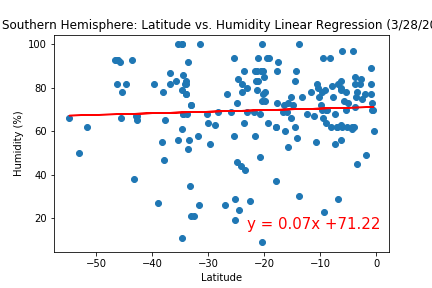 Southern Hemisphere: Latitude vs. Humidity Linear Regression (3/28/20
100
80
60
40
20
Humidity (%)
y = 0.07x +71.22
−50
−40
−30
−20
−10
0
Latitude